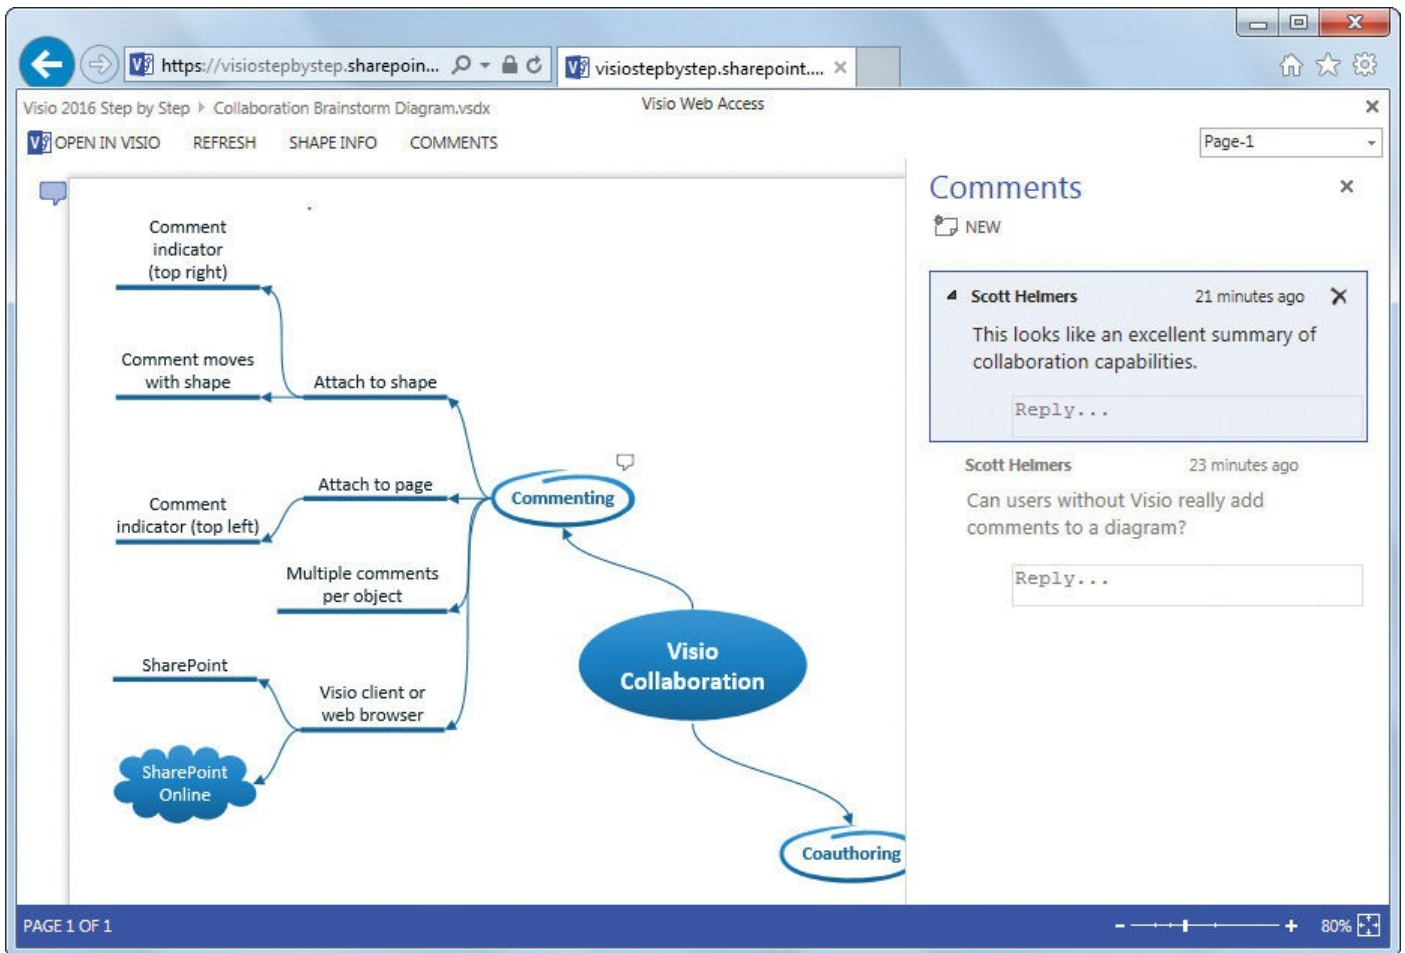 https://visiostepbystep.sharepoin...
visiostepbystep.sharepoint....
Visio 2016 Step by Step
Collaboration Brainstorm Diagram.vsdx
Visio Web Access
OPEN IN VISIO
REFRESH
SHAPE INFO
COMMENTS
Page-1
Comment
indicator
(top right)
Comment moves
with shape
Attach to shape
Attach to page
Comment
indicator (top left)
Commenting
Multiple comments
per object
SharePoint
Visio client or
web browser
SharePoint
Online
Visio
Collaboration
Coauthoring
Comments
NEW
Scott Helmers
21 minutes ago
This looks like an excellent summary of
collaboration capabilities.
Reply...
Scott Helmers
23 minutes ago
Can users without Visio really add
comments to a diagram?
Reply...
PAGE 1 OF 1
80%